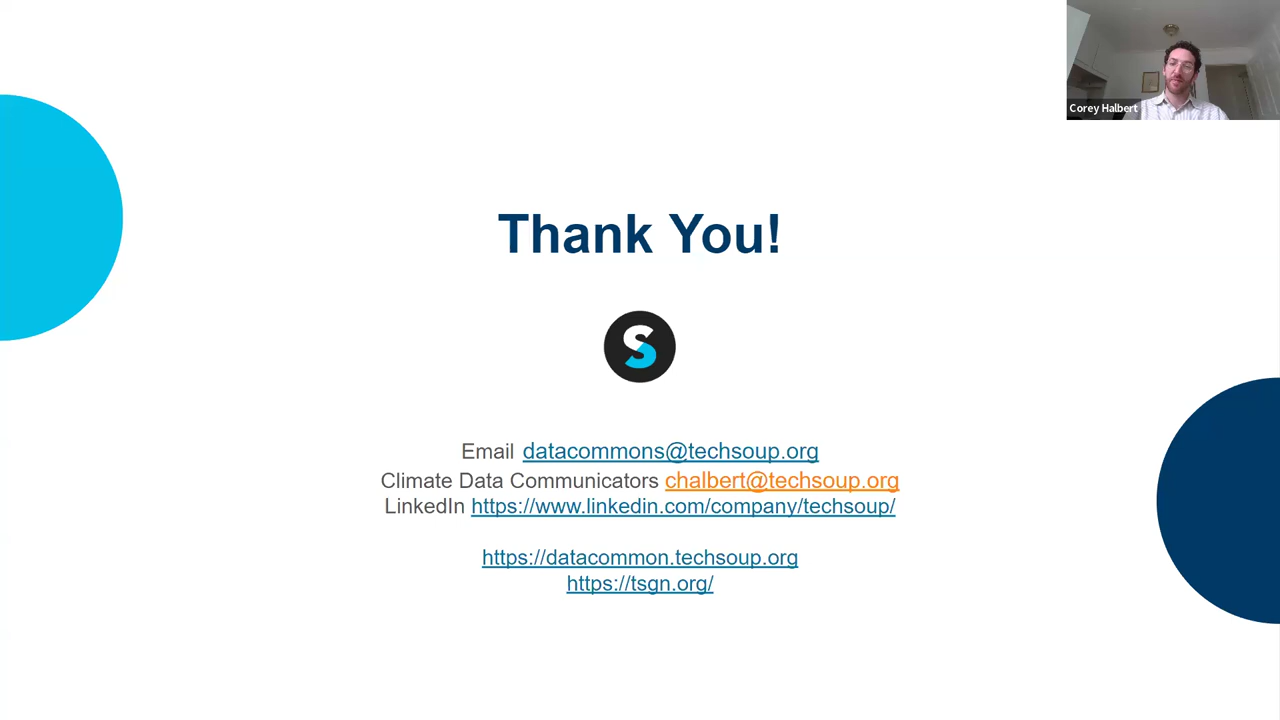 Corey Halbert
Thank You!
S
Email datacommons@techsoup.org
Climate Data Communicators chalbert@techsoup.org
LinkedIn https://www.linkedin.com/company/techsoup/
https://datacommon.techsoup.org
https://tsgn.org/